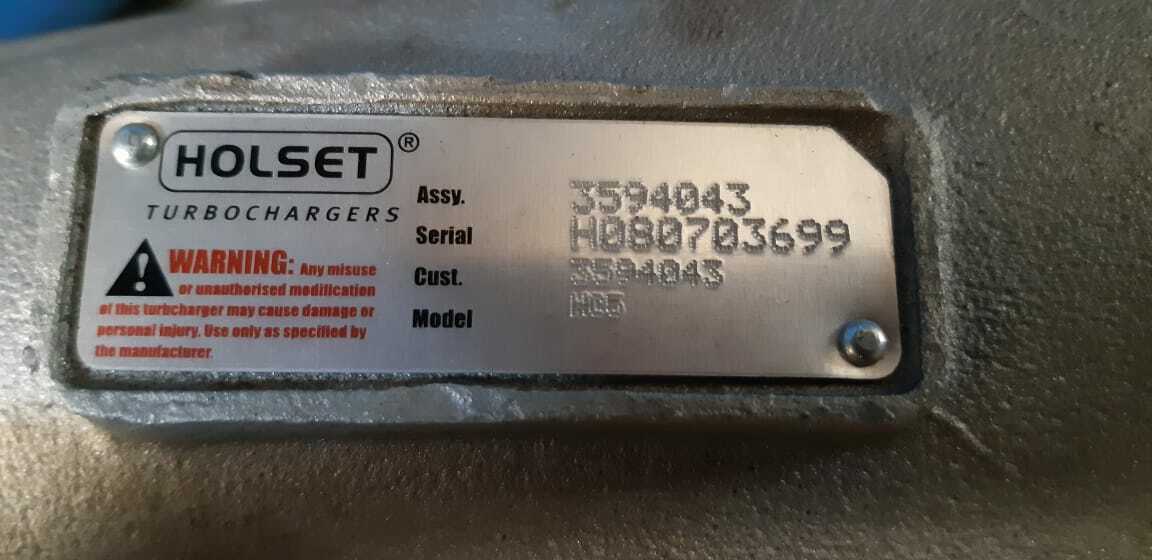 HOLSET®
TURBOCHARGERS
WARNING: Any misuse
or unauthorised modification
of this turbcharger may cause damage or
personal injury. Use only as specified by
the manufacturer.
Assy. 3594043
Serial H080703699
Cust. 3594043
Model HC5